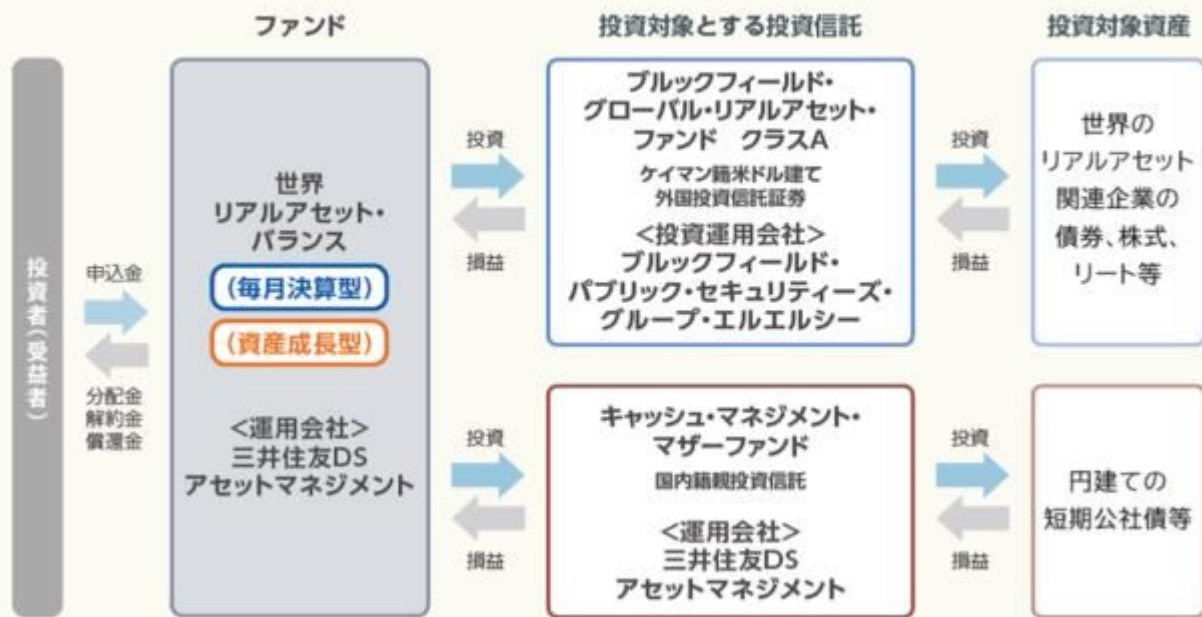 ファンド
投資対象とする投資信託
投資対象資産
投資者(受益者)
申込金
分配金
解約金
償還金
世界
リアルアセット・
バランス
(毎月決算型)
(資産成長型)
<運用会社>
三井住友DS
アセットマネジメント
投資
損益
ブルックフィールド・
グローバル・リアルアセット・
ファンド クラスA
ケイマン籍米ドル建て
外国投資信託証券
<投資運用会社>
ブルックフィールド・
パブリック・セキュリティーズ・
グループ・エルエルシー
投資
損益
世界の
リアルアセット
関連企業の
債券、株式、
リート等
投資
損益
キャッシュ・マネジメント・
マザーファンド
国内籍親投資信託
<運用会社>
三井住友DS
アセットマネジメント
投資
損益
円建ての
短期公社債等